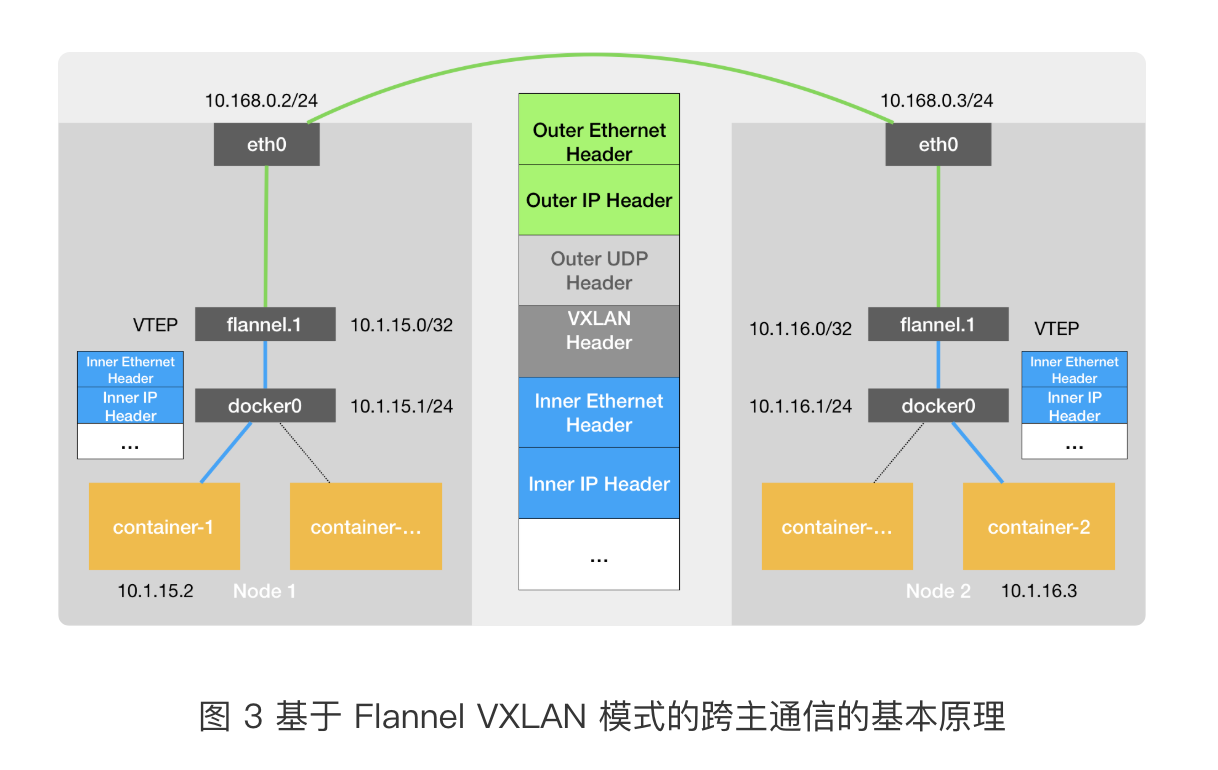 10.168.0.2/24
eth0
VTEP
flannel.1
10.1.15.0/32
Inner Ethernet
Header
Inner IP
Header
...
docker0
10.1.15.1/24
container-1
container-...
10.1.15.2
Node 1
Outer Ethernet
Header
Outer IP Header
Outer UDP
Header
VXLAN
Header
Inner Ethernet
Header
Inner IP Header
...
10.168.0.3/24
eth0
10.1.16.0/32
flannel.1
VTEP
10.1.16.1/24
docker0
Inner Ethernet
Header
Inner IP
Header
...
container-...
container-2
Node 2
10.1.16.3
图 3 基于 Flannel VXLAN 模式的跨主通信的基本原理